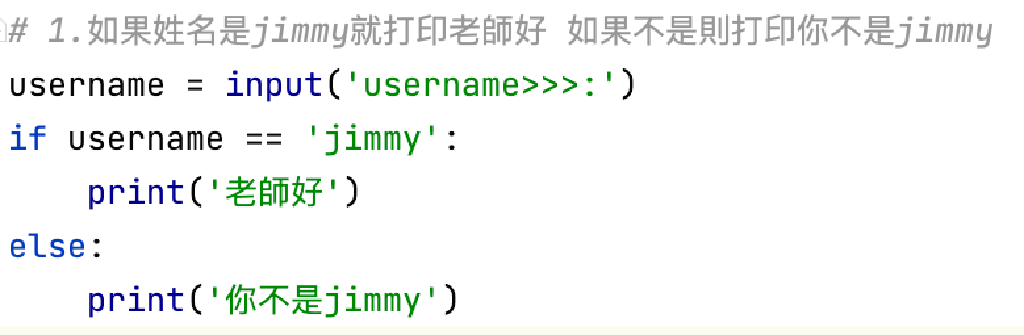 # 1.如果姓名是jimmy就打印老師好 如果不是則打印你不是jimmy
username = input('username>>>:')
if username == 'jimmy':
    print('老師好')
else:
    print('你不是jimmy')